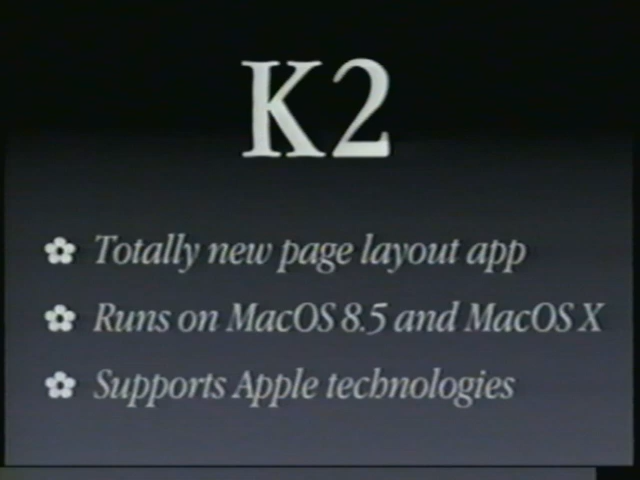 K2
Totally new page layout app
Runs on MacOS 8.5 and MacOS X
Supports Apple technologies